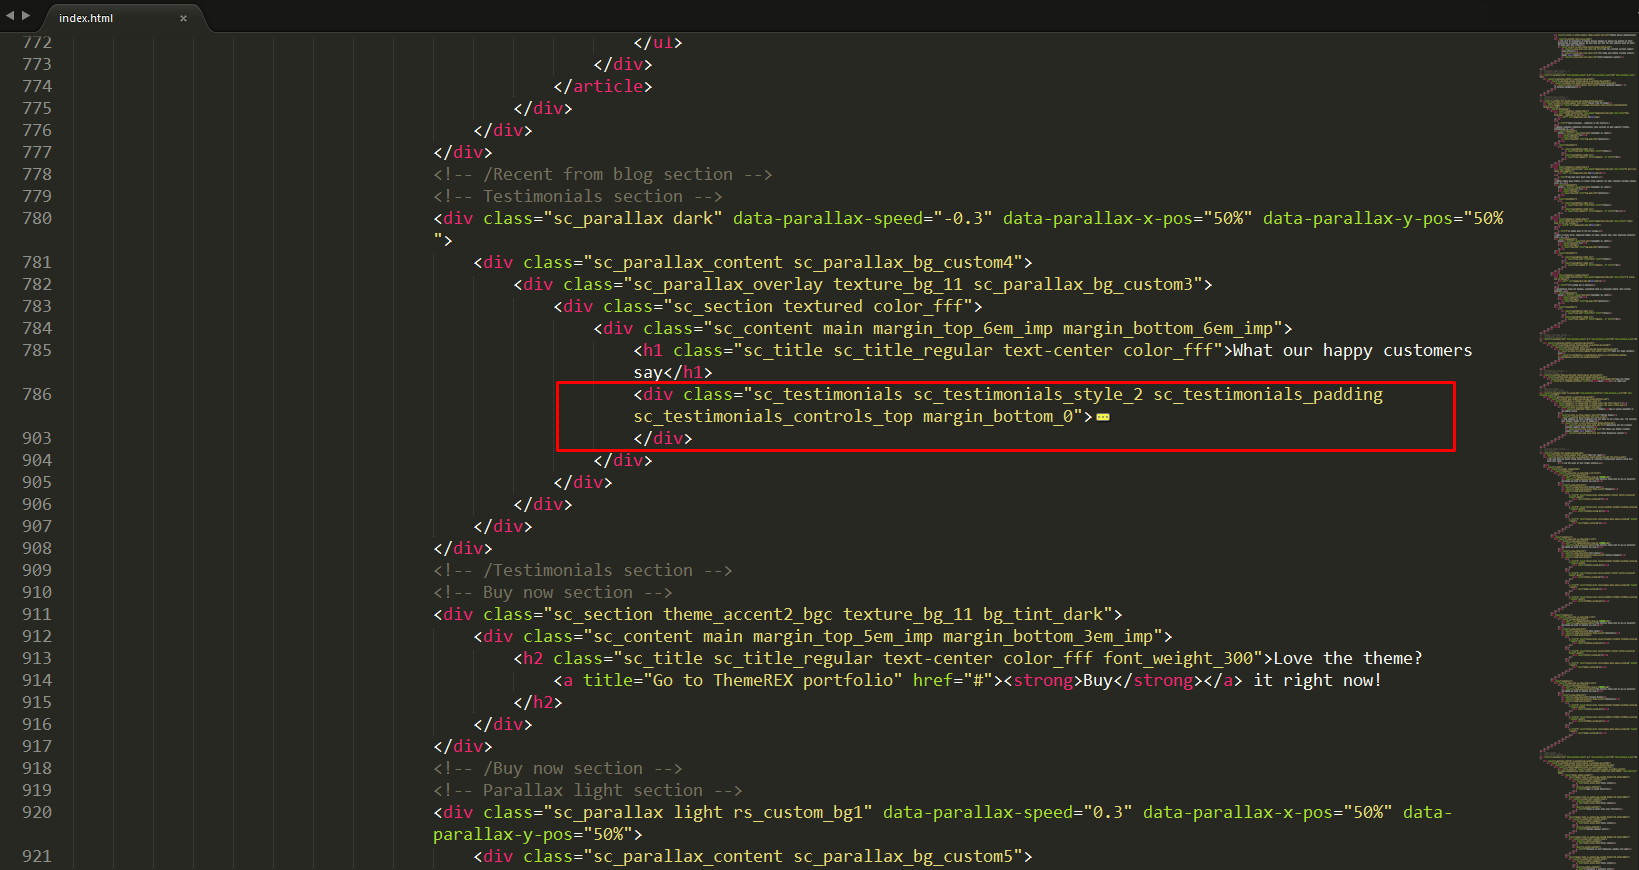 index.html ×
772 </ul>
773 </div>
774 </article>
775 </div>
776 </div>
777 </div>
778 <!-- /Recent from blog section -->
779 <!-- Testimonials section -->
780 <div class="sc_parallax dark" data-parallax-speed="-0.3" data-parallax-x-pos="50%" data-parallax-y-pos="50%
">
781 <div class="sc_parallax_content sc_parallax_bg_custom4">
782 <div class="sc_parallax_overlay texture_bg_11 sc_parallax_bg_custom3">
783 <div class="sc_section textured color_fff">
784 <div class="sc_content main margin_top_6em_imp margin_bottom_6em_imp">
785 <h1 class="sc_title sc_title_regular text-center color_fff">What our happy customers
say</h1>
786 <div class="sc_testimonials sc_testimonials_style_2 sc_testimonials_padding
sc_testimonials_controls_top margin_bottom_0">
903 </div>
904 </div>
905 </div>
906 </div>
907 </div>
908 </div>
909 <!-- /Testimonials section -->
910 <!-- Buy now section -->
911 <div class="sc_section theme_accent2_bgc texture_bg_11 bg_tint_dark">
912 <div class="sc_content main margin_top_5em_imp margin_bottom_3em_imp">
913 <h2 class="sc_title sc_title_regular text-center color_fff font_weight_300">Love the theme?
914 <a title="Go to ThemeREX portfolio" href="#"><strong>Buy</strong></a> it right now!
915 </h2>
916 </div>
917 </div>
918 <!-- /Buy now section -->
919 <!-- Parallax light section -->
920 <div class="sc_parallax light rs_custom_bg1" data-parallax-speed="0.3" data-parallax-x-pos="50%" data-
parallax-y-pos="50%">
921 <div class="sc_parallax_content sc_parallax_bg_custom5">